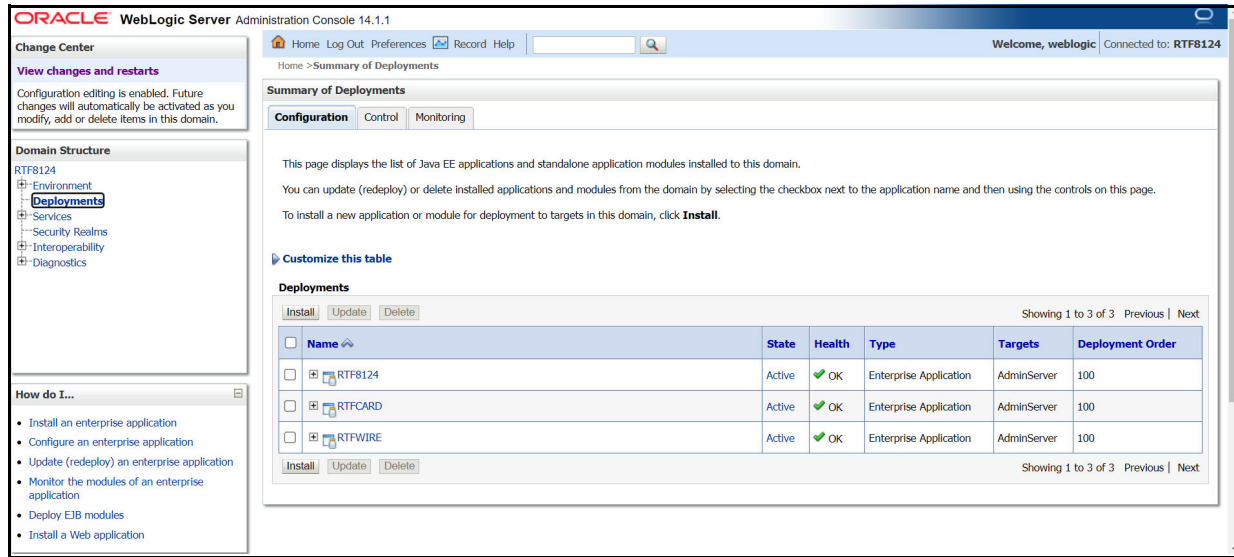 ORACLE WebLogic Server Administration Console 14.1.1
Change Center
View changes and restarts
Configuration editing is enabled. Future
changes will automatically be activated as you
modify, add or delete items in this domain.
Domain Structure
RTF8124
Environment
Deployments
Services
Security Realms
Interoperability
Diagnostics
How do I...
Install an enterprise application
Configure an enterprise application
Update (redeploy) an enterprise application
Monitor the modules of an enterprise
application
Deploy EJB modules
Install a Web application
Home Log Out Preferences Record Help
Welcome, weblogic Connected to: RTF8124
Home >Summary of Deployments
Summary of Deployments
Configuration Control Monitoring
This page displays the list of Java EE applications and standalone application modules installed to this domain.
You can update (redeploy) or delete installed applications and modules from the domain by selecting the checkbox next to the application name and then using the controls on this page.
To install a new application or module for deployment to targets in this domain, click Install.
Customize this table
Deployments
Install Update Delete Showing 1 to 3 of 3 Previous | Next
Name State Health Type Targets Deployment Order
RTF8124 Active OK Enterprise Application AdminServer 100
RTFCARD Active OK Enterprise Application AdminServer 100
RTFWIRE Active OK Enterprise Application AdminServer 100
Install Update Delete Showing 1 to 3 of 3 Previous | Next